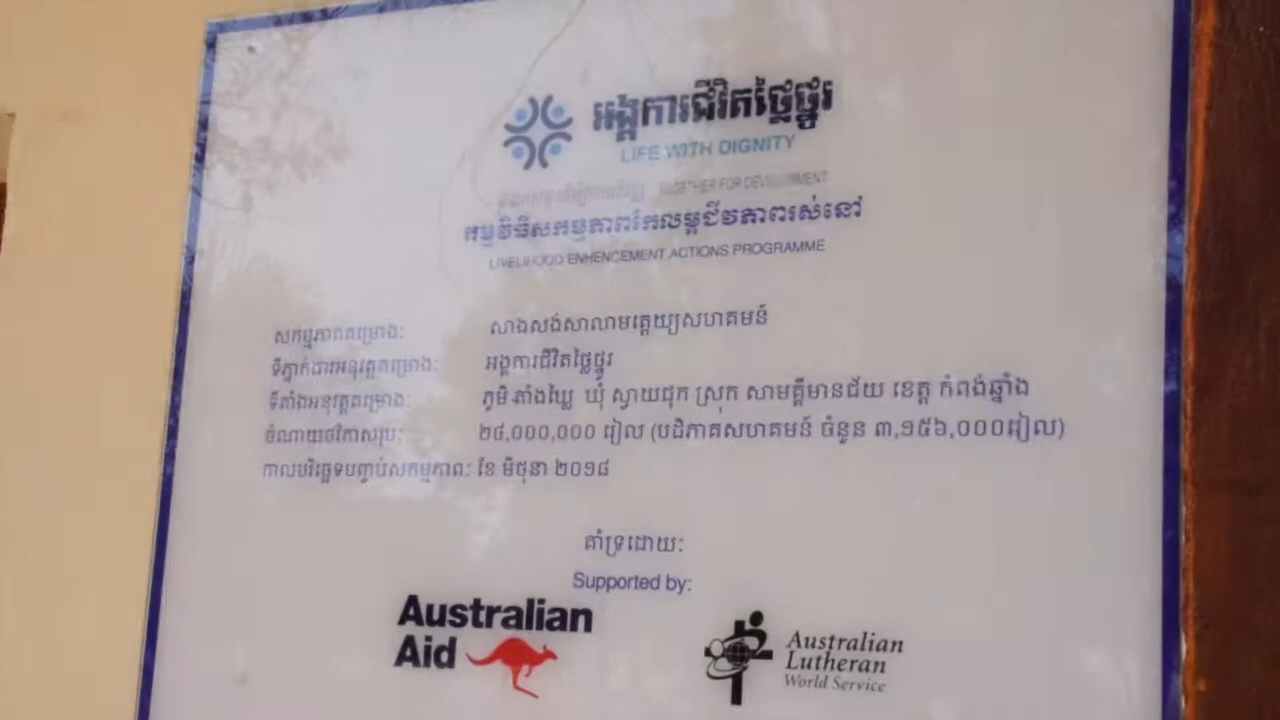 អង្គការជីវិតថ្លៃថ្នូរ
LIFE WITH DIGNITY
TOGETHER FOR DEVELOPMENT
កម្មវិធីសកម្មភាពកែលម្អជីវភាពរស់នៅ
LIVELIHOOD ENHENCEMENT ACTIONS PROGRAMME
សកម្មភាពគម្រោង: សាងសង់សាលាមត្តេយ្យសហគមន៍
ទីភ្នាក់ងារអនុវត្តគម្រោង: អង្គការជីវិតថ្លៃថ្នូរ
ទីតាំងអនុវត្តគម្រោង: ភូមិ តាំងឃ្លៃ ឃុំ ស្វាយជុក ស្រុក សាមគ្គីមានជ័យ ខេត្ត កំពង់ឆ្នាំង
ចំណាយថវិកាសរុប: ២៤,០០០,០០០ រៀល (បដិភាគសហគមន៍ ចំនួន ៣,១៥៦,០០០រៀល)
កាលបរិច្ឆេទបញ្ចប់សកម្មភាព: ខែ មិថុនា ២០១៨
គាំទ្រដោយ:
Supported by:
Australian
Aid
Australian
Lutheran
World Service